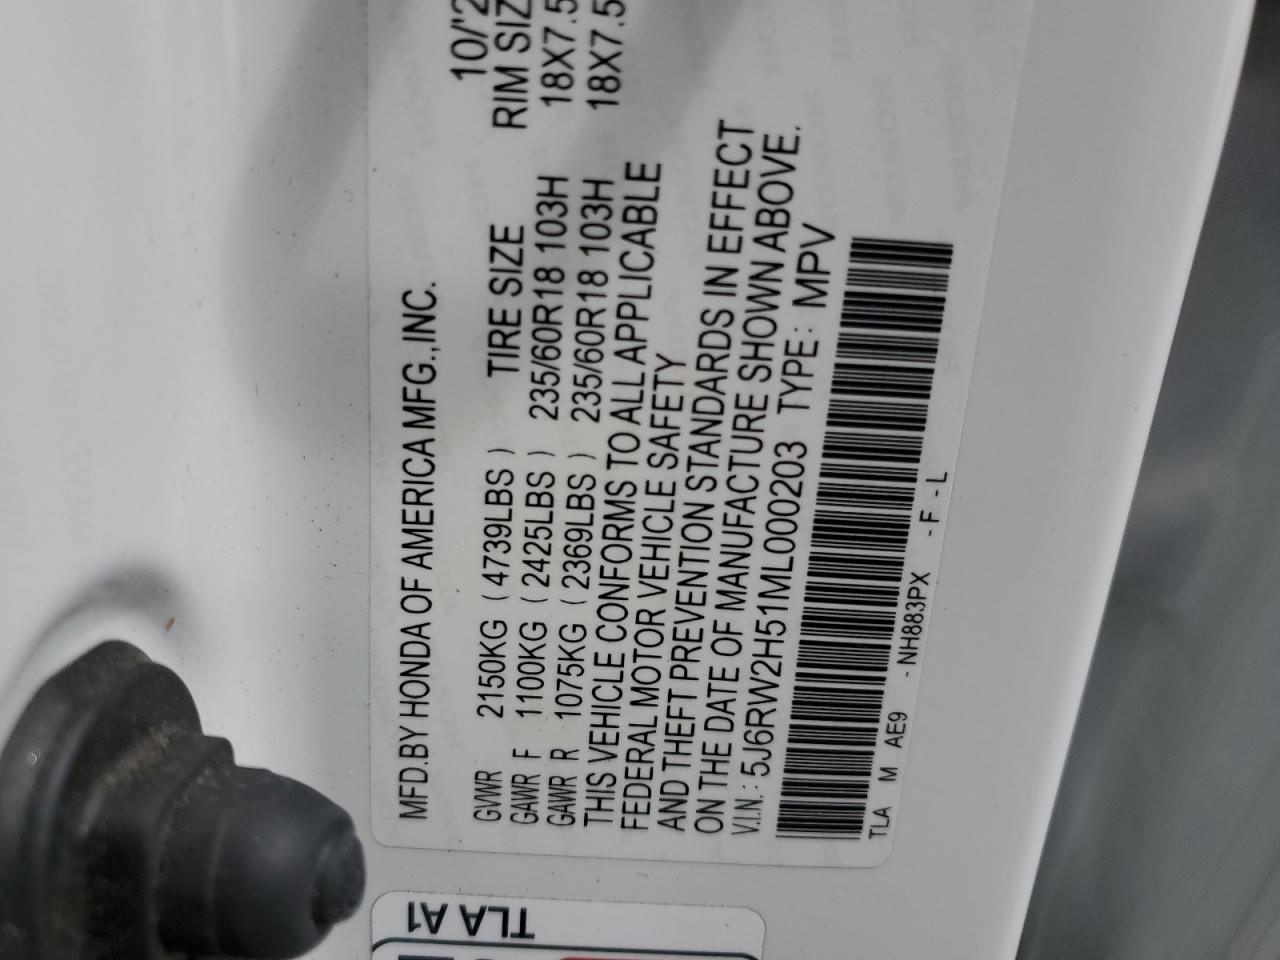 MFD.BY HONDA OF AMERICA MFG.,INC. 10/'2
GVWR 2150KG ( 4739LBS ) TIRE SIZE RIM SIZ
GAWR F 1100KG ( 2425LBS ) 235/60R18 103H 18X7.5
GAWR R 1075KG ( 2369LBS ) 235/60R18 103H 18X7.5
THIS VEHICLE CONFORMS TO ALL APPLICABLE
FEDERAL MOTOR VEHICLE SAFETY
AND THEFT PREVENTION STANDARDS IN EFFECT
ON THE DATE OF MANUFACTURE SHOWN ABOVE.
V.I.N.: 5J6RW2H51ML000203 TYPE: MPV
TLA M AE9 - NH883PX - F - L
TLA A1